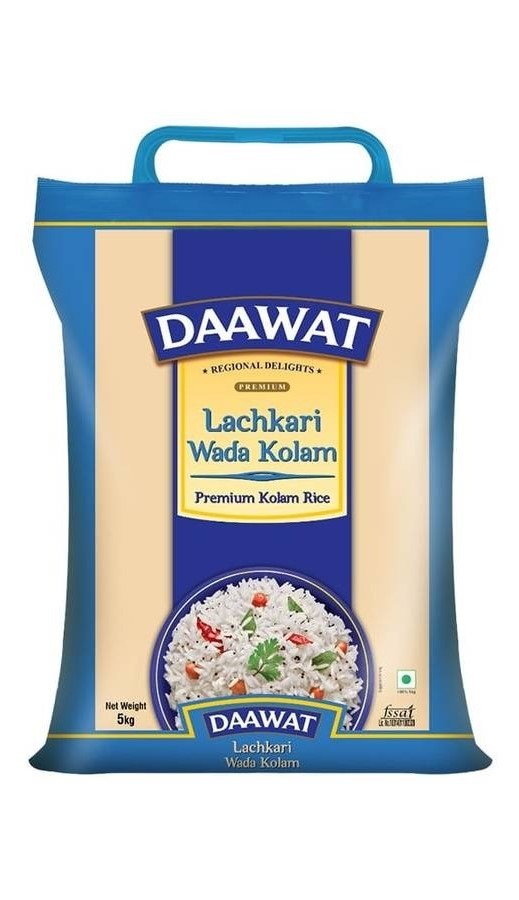 DAAWAT
★ REGIONAL DELIGHTS ★
PREMIUM
Lachkari
Wada Kolam
Premium Kolam Rice
Net Weight
5kg
fssai
DAAWAT
Lachkari
Wada Kolam